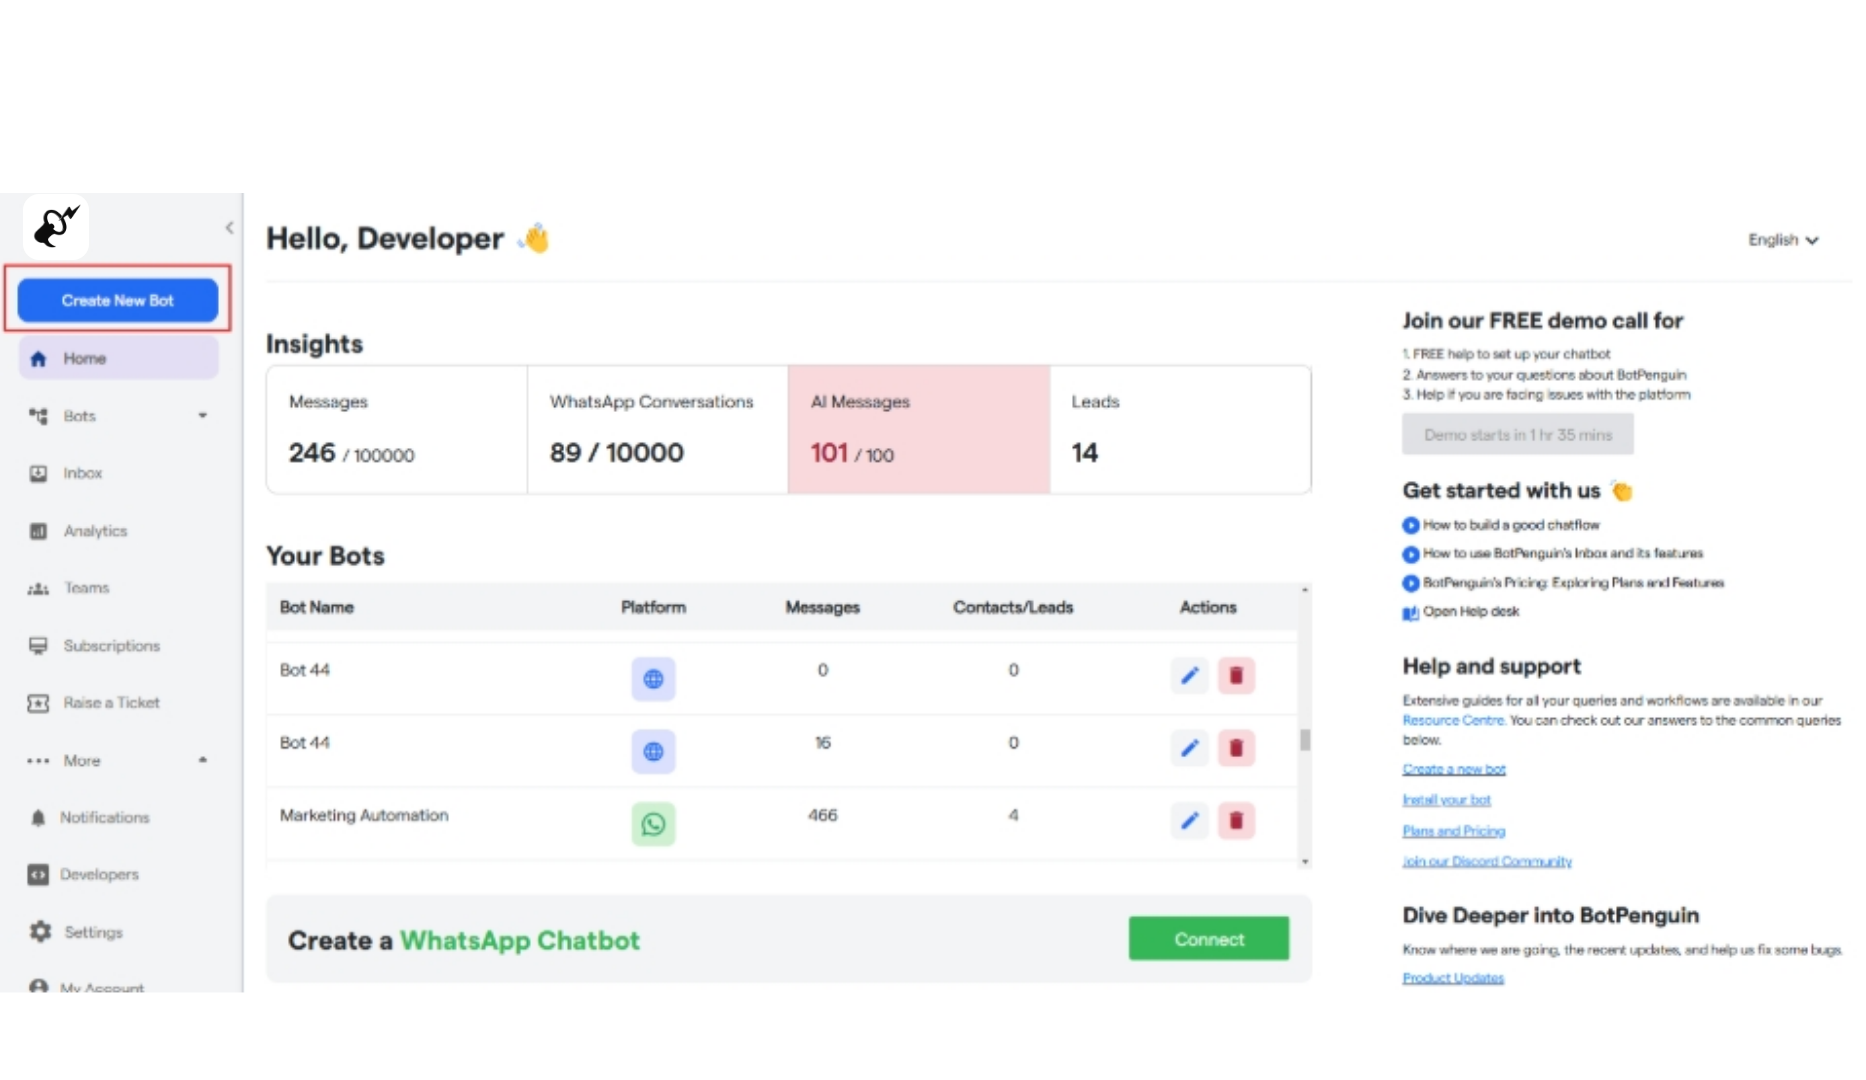 Create New Bot
Home
Bots
Inbox
Analytics
Teams
Subscriptions
Raise a Ticket
More
Notifications
Developers
Settings
My Account
Hello, Developer
English
Insights
Messages
246 / 100000
WhatsApp Conversations
89 / 10000
AI Messages
101 / 100
Leads
14
Your Bots
Bot Name Platform Messages Contacts/Leads Actions
Bot 44 0 0
Bot 44 16 0
Marketing Automation 466 4
Create a WhatsApp Chatbot
Connect
Join our FREE demo call for
1. FREE help to set up your chatbot
2. Answers to your questions about BotPenguin
3. Help if you are facing issues with the platform
Demo starts in 1 hr 35 mins
Get started with us
How to build a good chatflow
How to use BotPenguin's Inbox and its features
BotPenguin's Pricing: Exploring Plans and Features
Open Help desk
Help and support
Extensive guides for all your queries and workflows are available in our
Resource Centre. You can check out our answers to the common queries
below.
Create a new bot
Install your bot
Plans and Pricing
Join our Discord Community
Dive Deeper into BotPenguin
Know where we are going, the recent updates, and help us fix some bugs.
Product Updates